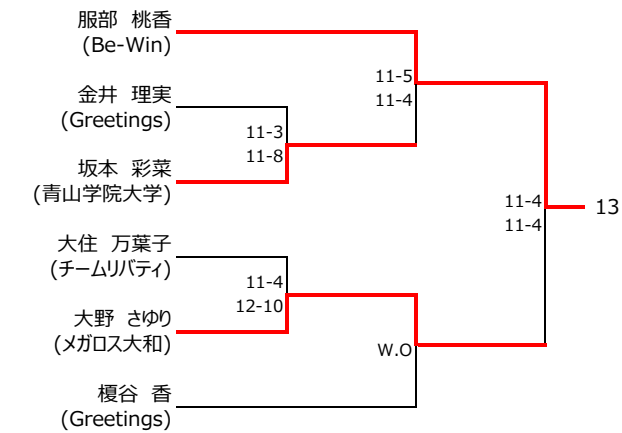 服部 桃香
(Be-Win)
11-5
11-4
金井 理実
(Greetings)
11-3
11-8
坂本 彩菜
(青山学院大学)
11-4
11-4
13
大住 万葉子
(チームリバティ)
11-4
12-10
大野 さゆり
(メガロス大和)
W.O
榎谷 香
(Greetings)